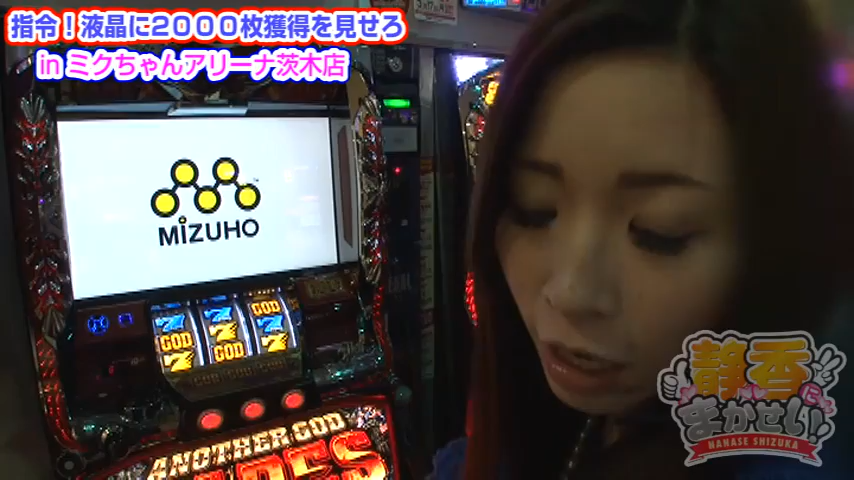 指令！液晶に2000枚獲得を見せろ
in ミクちゃんアリーナ茨木店
MIZUHO
GOD
GOD
GOD
ANOTHER GOD
静香に
まかせい!
NANASE SHIZUKA